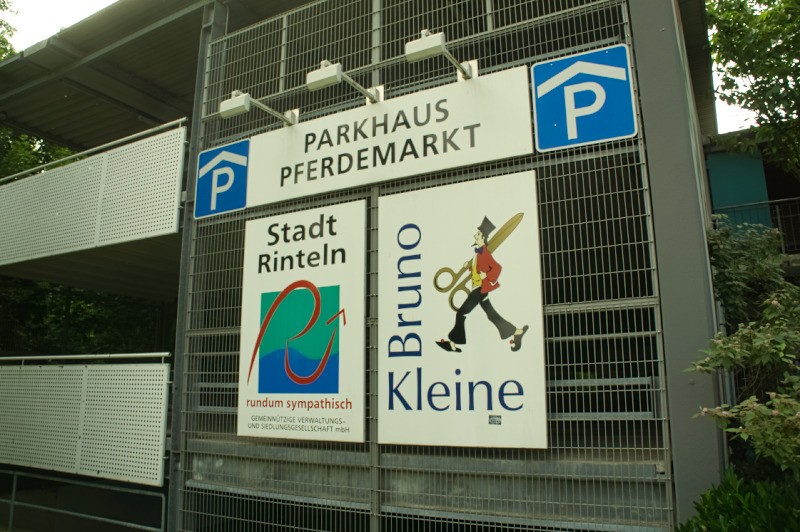 PARKHAUS
PFERDEMARKT
P
P
Stadt
Rinteln
rundum sympathisch
GEMEINNÜTZIGE VERWALTUNGS-
UND SIEDLUNGSGESELLSCHAFT mbH
Bruno
Kleine